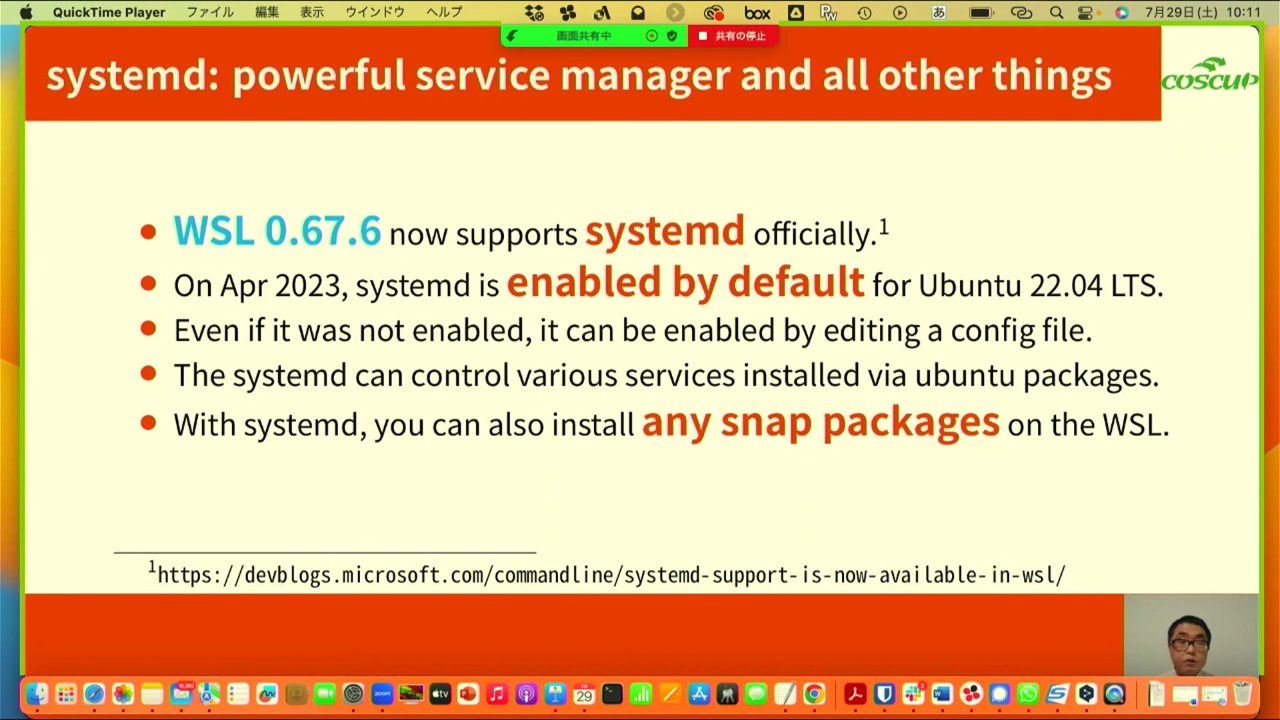 QuickTime Player ファイル 編集 表示 ウインドウ ヘルプ box あ 7月29日(土) 10:11
画面共有中 共有の停止
systemd: powerful service manager and all other things
COSCUP
• WSL 0.67.6 now supports systemd officially.1
• On Apr 2023, systemd is enabled by default for Ubuntu 22.04 LTS.
• Even if it was not enabled, it can be enabled by editing a config file.
• The systemd can control various services installed via ubuntu packages.
• With systemd, you can also install any snap packages on the WSL.
1https://devblogs.microsoft.com/commandline/systemd-support-is-now-available-in-wsl/
zoom tv 29